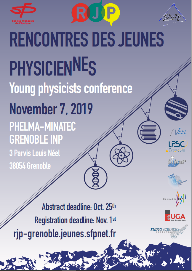 RJP
RENCONTRES DES JEUNES
PHYSICIENNES
Young physicists conference
November 7, 2019
PHELMA-MINATEC
GRENOBLE INP
3 Parvis Louis Néel
38054 Grenoble
LPSC
Abstract deadline: Oct. 25th
Registration deadline: Nov. 1st
UGA
rjp-grenoble.jeunes.sfpnet.fr